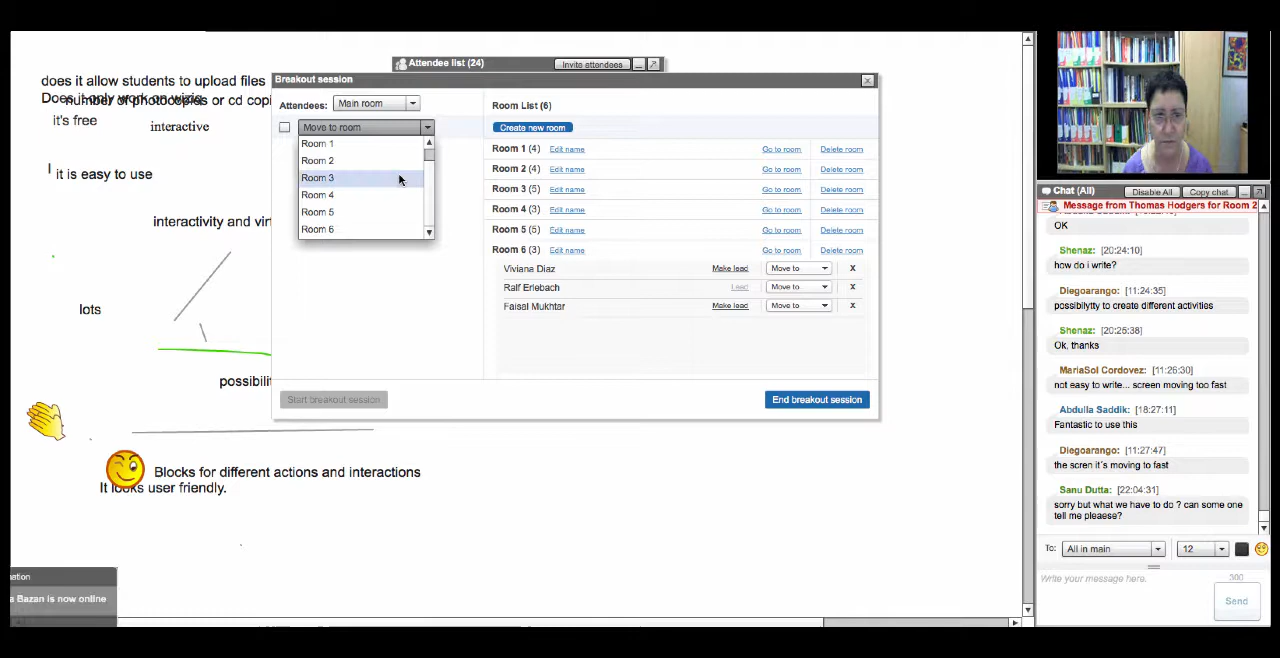 does it allow students to upload files
Does it only work on wiziq
number of photocopies or cd copi
it's free
interactive
it is easy to use
interactivity and virt
lots
possibilit
Blocks for different actions and interactions
It looks user friendly.
ation
a Bazan is now online
Attendee list (24)
Invite attendees
Breakout session
Attendees: Main room
Move to room
Room 1
Room 2
Room 3
Room 4
Room 5
Room 6
Room List (6)
Create new room
Room 1 (4) Edit name Go to room Delete room
Room 2 (4) Edit name Go to room Delete room
Room 3 (5) Edit name Go to room Delete room
Room 4 (3) Edit name Go to room Delete room
Room 5 (5) Edit name Go to room Delete room
Room 6 (3) Edit name Go to room Delete room
Viviana Diaz Make lead Move to X
Ralf Erlebach Lead Move to X
Faisal Mukhtar Make lead Move to X
Start breakout session
End breakout session
Chat (All) Disable All Copy chat
Message from Thomas Hodgers for Room 2
OK
Shenaz: [20:24:10]
how do i write?
Diegoarango: [11:24:35]
possibilytty to create different activities
Shenaz: [20:25:38]
Ok, thanks
MariaSol Cordovez: [11:26:30]
not easy to write... screen moving too fast
Abdulla Saddik: [18:27:11]
Fantastic to use this
Diegoarango: [11:27:47]
the scren it´s moving to fast
Sanu Dutta: [22:04:31]
sorry but what we have to do ? can some one
tell me pleaese?
To: All in main 12
Write your message here.
300
Send